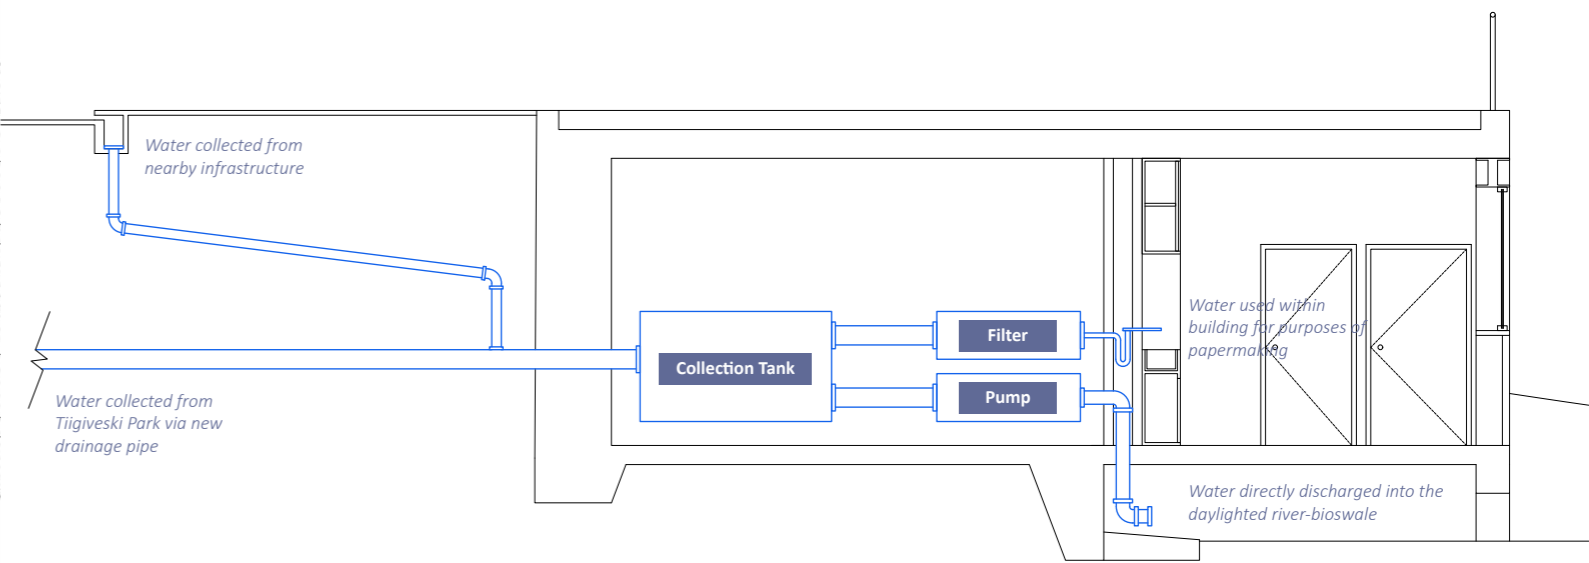 Water collected from
nearby infrastructure
Water collected from
Tiigiveski Park via new
drainage pipe
Collection Tank
Filter
Pump
Water used within
building for purposes of
papermaking
Water directly discharged into the
daylighted river-bioswale